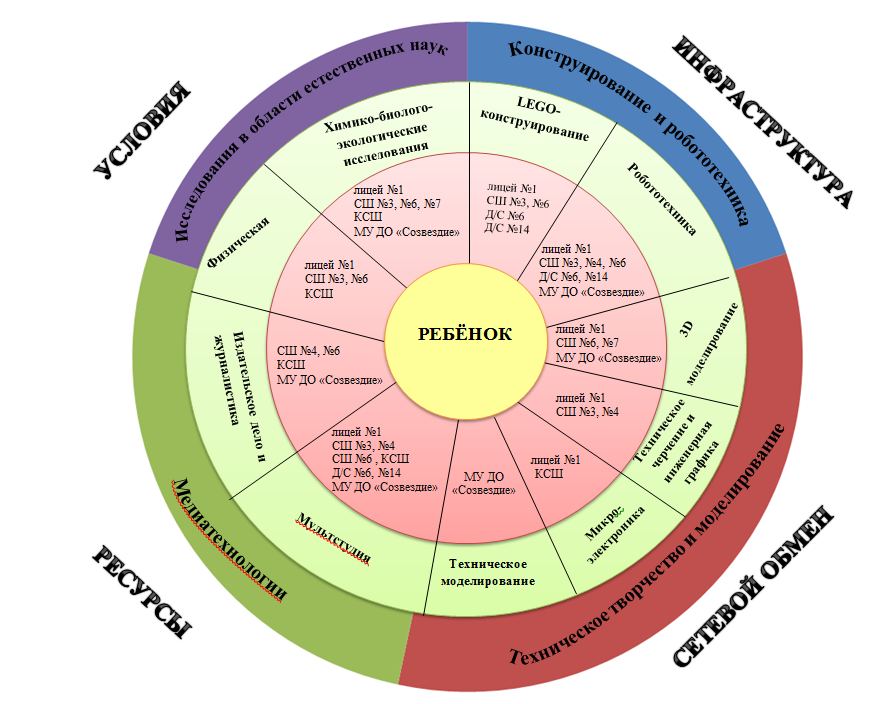 УСЛОВИЯ
ИНФРАСТРУКТУРА
РЕСУРСЫ
СЕТЕВОЙ ОБМЕН
Исследования в области естественных наук
Конструирование и робототехника
Техническое творчество и моделирование
Медиатехнологии
LEGO-
конструирование
Робототехника
3D
моделирование
Техническое
черчение и
инженерная
графика
Микро-
электроника
Техническое
моделирование
Мультстудия
Издательское дело и
журналистика
Физическая
Химико-биолого-
экологические
исследования
лицей №1
СШ №3, №6
Д/С №6
Д/С №14
лицей №1
СШ №3, №4, №6
Д/С №6, №14
МУ ДО «Созвездие»
лицей №1
СШ №6, №7
МУ ДО «Созвездие»
лицей №1
СШ №3, №4
лицей №1
КСШ
МУ ДО
«Созвездие»
лицей №1
СШ №3, №4
СШ №6 , КСШ
Д/С №6, №14
МУ ДО «Созвездие»
СШ №4, №6
КСШ
МУ ДО «Созвездие»
лицей №1
СШ №3, №6
КСШ
лицей №1
СШ №3, №6, №7
КСШ
МУ ДО «Созвездие»
РЕБЁНОК